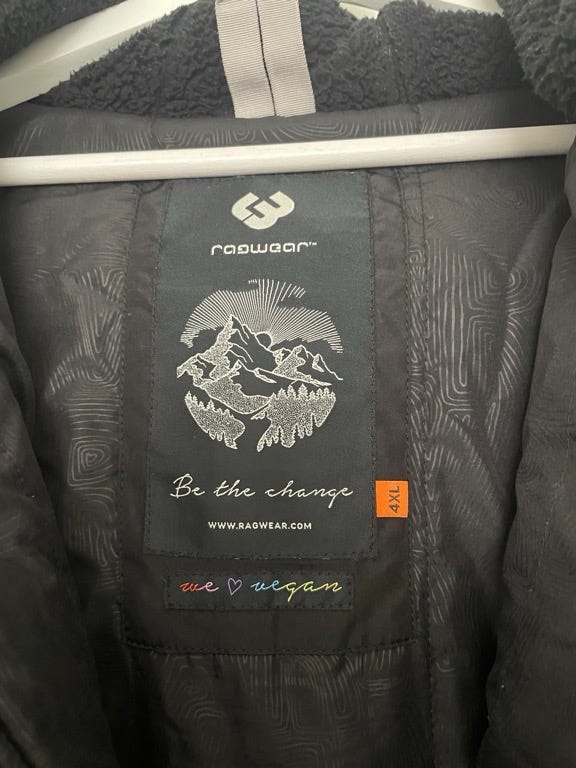 ragwear™
Be the change
WWW.RAGWEAR.COM
4XL
we ♡ vegan